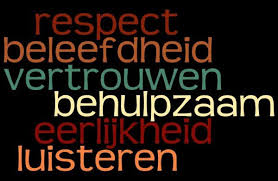 respect
beleefdheid
vertrouwen
behulpzaam
eerlijkheid
luisteren